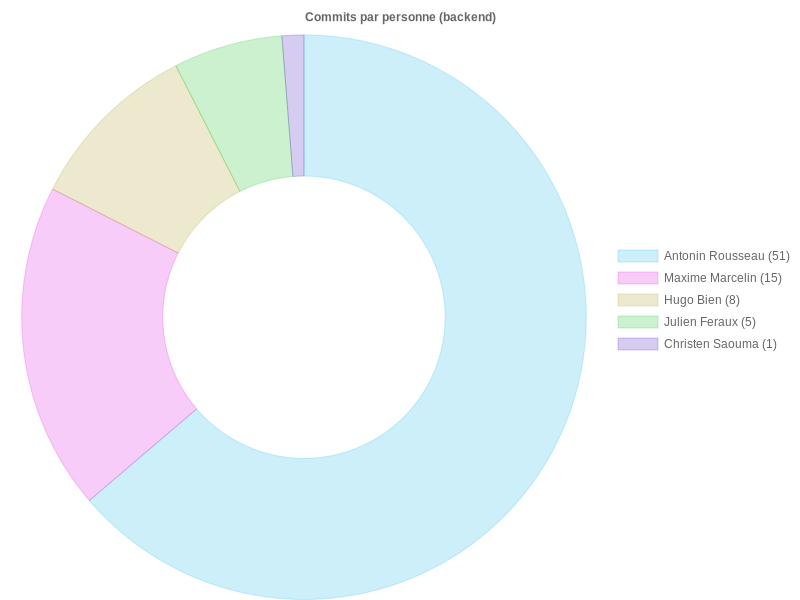 Commits par personne (backend)
Antonin Rousseau (51)
Maxime Marcelin (15)
Hugo Bien (8)
Julien Feraux (5)
Christen Saouma (1)